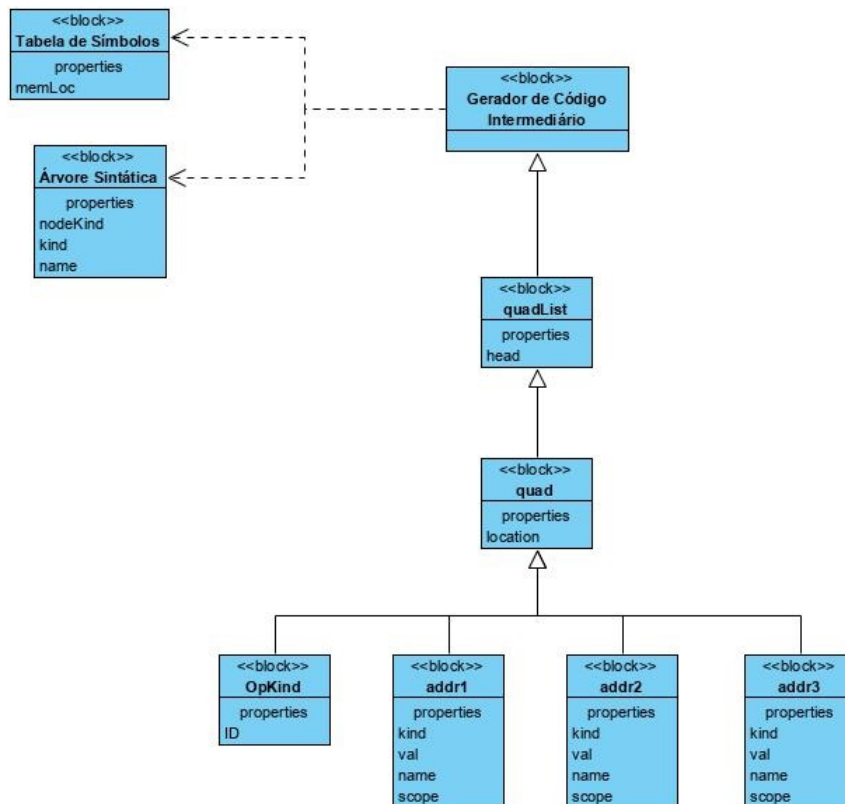 <<block>>
Tabela de Símbolos
properties
memLoc
<<block>>
Gerador de Código
Intermediário
<<block>>
Árvore Sintática
properties
nodeKind
kind
name
<<block>>
quadList
properties
head
<<block>>
quad
properties
location
<<block>>
OpKind
properties
ID
<<block>>
addr1
properties
kind
val
name
scope
<<block>>
addr2
properties
kind
val
name
scope
<<block>>
addr3
properties
kind
val
name
scope